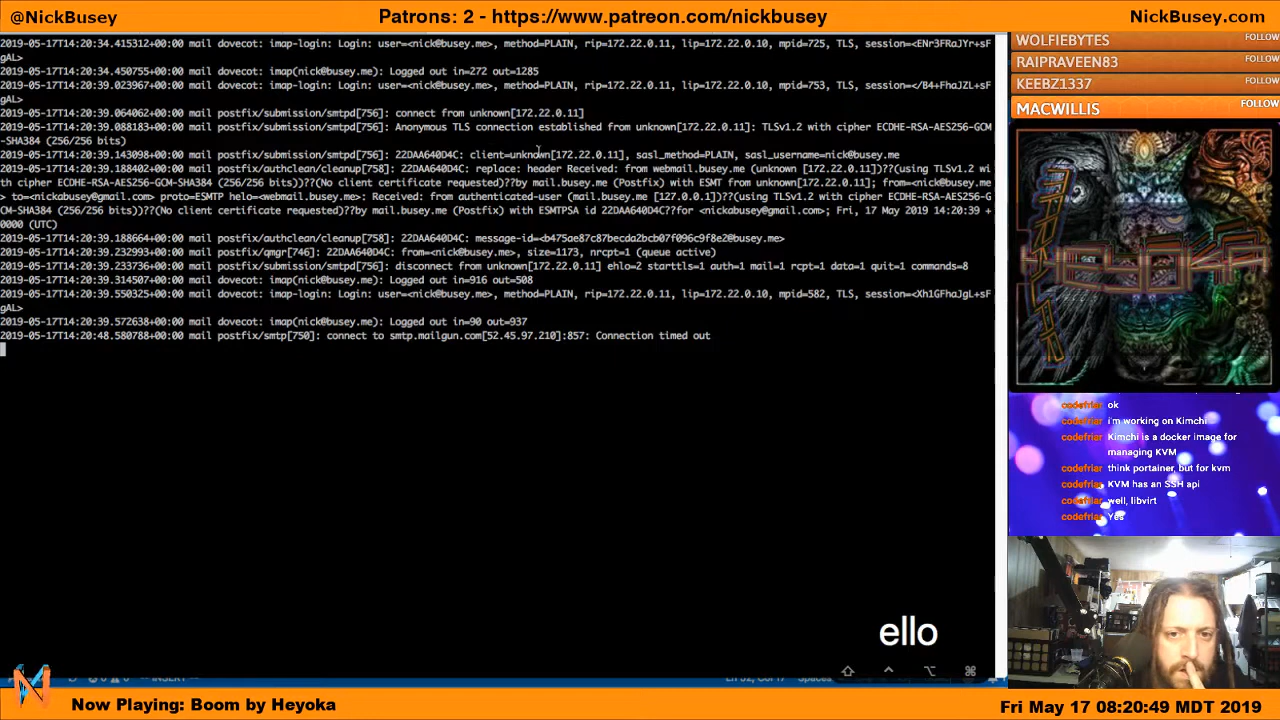 @NickBusey
Patrons: 2 - https://www.patreon.com/nickbusey
NickBusey.com
2019-05-17T14:20:34.415312+00:00 mail dovecot: imap-login: Login: user=<nick@busey.me>, method=PLAIN, rip=172.22.0.11, lip=172.22.0.10, mpid=725, TLS, session=<ENr3FRaJYr+sF
gAL>
2019-05-17T14:20:34.450755+00:00 mail dovecot: imap(nick@busey.me): Logged out in=272 out=1285
2019-05-17T14:20:39.023967+00:00 mail dovecot: imap-login: Login: user=<nick@busey.me>, method=PLAIN, rip=172.22.0.11, lip=172.22.0.10, mpid=753, TLS, session=</B4+FhaJZL+sF
gAL>
2019-05-17T14:20:39.064062+00:00 mail postfix/submission/smtpd[756]: connect from unknown[172.22.0.11]
2019-05-17T14:20:39.088183+00:00 mail postfix/submission/smtpd[756]: Anonymous TLS connection established from unknown[172.22.0.11]: TLSv1.2 with cipher ECDHE-RSA-AES256-GCM
-SHA384 (256/256 bits)
2019-05-17T14:20:39.143098+00:00 mail postfix/submission/smtpd[756]: 22DAA640D4C: client=unknown[172.22.0.11], sasl_method=PLAIN, sasl_username=nick@busey.me
2019-05-17T14:20:39.188402+00:00 mail postfix/authclean/cleanup[758]: 22DAA640D4C: replace: header Received: from webmail.busey.me (unknown [172.22.0.11])??(using TLSv1.2 wi
th cipher ECDHE-RSA-AES256-GCM-SHA384 (256/256 bits))??(No client certificate requested)??by mail.busey.me (Postfix) with ESMT from unknown[172.22.0.11]; from=<nick@busey.me
> to=<nickabusey@gmail.com> proto=ESMTP helo=<webmail.busey.me>: Received: from authenticated-user (mail.busey.me [127.0.0.1])??(using TLSv1.2 with cipher ECDHE-RSA-AES256-G
CM-SHA384 (256/256 bits))??(No client certificate requested)??by mail.busey.me (Postfix) with ESMTPSA id 22DAA640D4C??for <nickabusey@gmail.com>; Fri, 17 May 2019 14:20:39 +
0000 (UTC)
2019-05-17T14:20:39.188664+00:00 mail postfix/authclean/cleanup[758]: 22DAA640D4C: message-id=<b475ae87c87becda2bcb07f096c9f8e2@busey.me>
2019-05-17T14:20:39.232993+00:00 mail postfix/qmgr[746]: 22DAA640D4C: from=<nick@busey.me>, size=1173, nrcpt=1 (queue active)
2019-05-17T14:20:39.233736+00:00 mail postfix/submission/smtpd[756]: disconnect from unknown[172.22.0.11] ehlo=2 starttls=1 auth=1 mail=1 rcpt=1 data=1 quit=1 commands=8
2019-05-17T14:20:39.314507+00:00 mail dovecot: imap(nick@busey.me): Logged out in=916 out=508
2019-05-17T14:20:39.550325+00:00 mail dovecot: imap-login: Login: user=<nick@busey.me>, method=PLAIN, rip=172.22.0.11, lip=172.22.0.10, mpid=582, TLS, session=<Xh1GFhaJgL+sF
gAL>
2019-05-17T14:20:39.572638+00:00 mail dovecot: imap(nick@busey.me): Logged out in=90 out=937
2019-05-17T14:20:48.580788+00:00 mail postfix/smtp[750]: connect to smtp.mailgun.com[52.45.97.210]:857: Connection timed out
WOLFIEBYTES FOLLOW
RAIPRAVEEN83 FOLLOW
KEEBZ1337 FOLLOW
MACWILLIS FOLLOW
codefriar ok
codefriar i'm working on Kimchi
codefriar Kimchi is a docker image for
managing KVM
codefriar think portainer, but for kvm
codefriar KVM has an SSH api
codefriar well, libvirt
codefriar Yes
ello
Now Playing: Boom by Heyoka
Fri May 17 08:20:49 MDT 2019